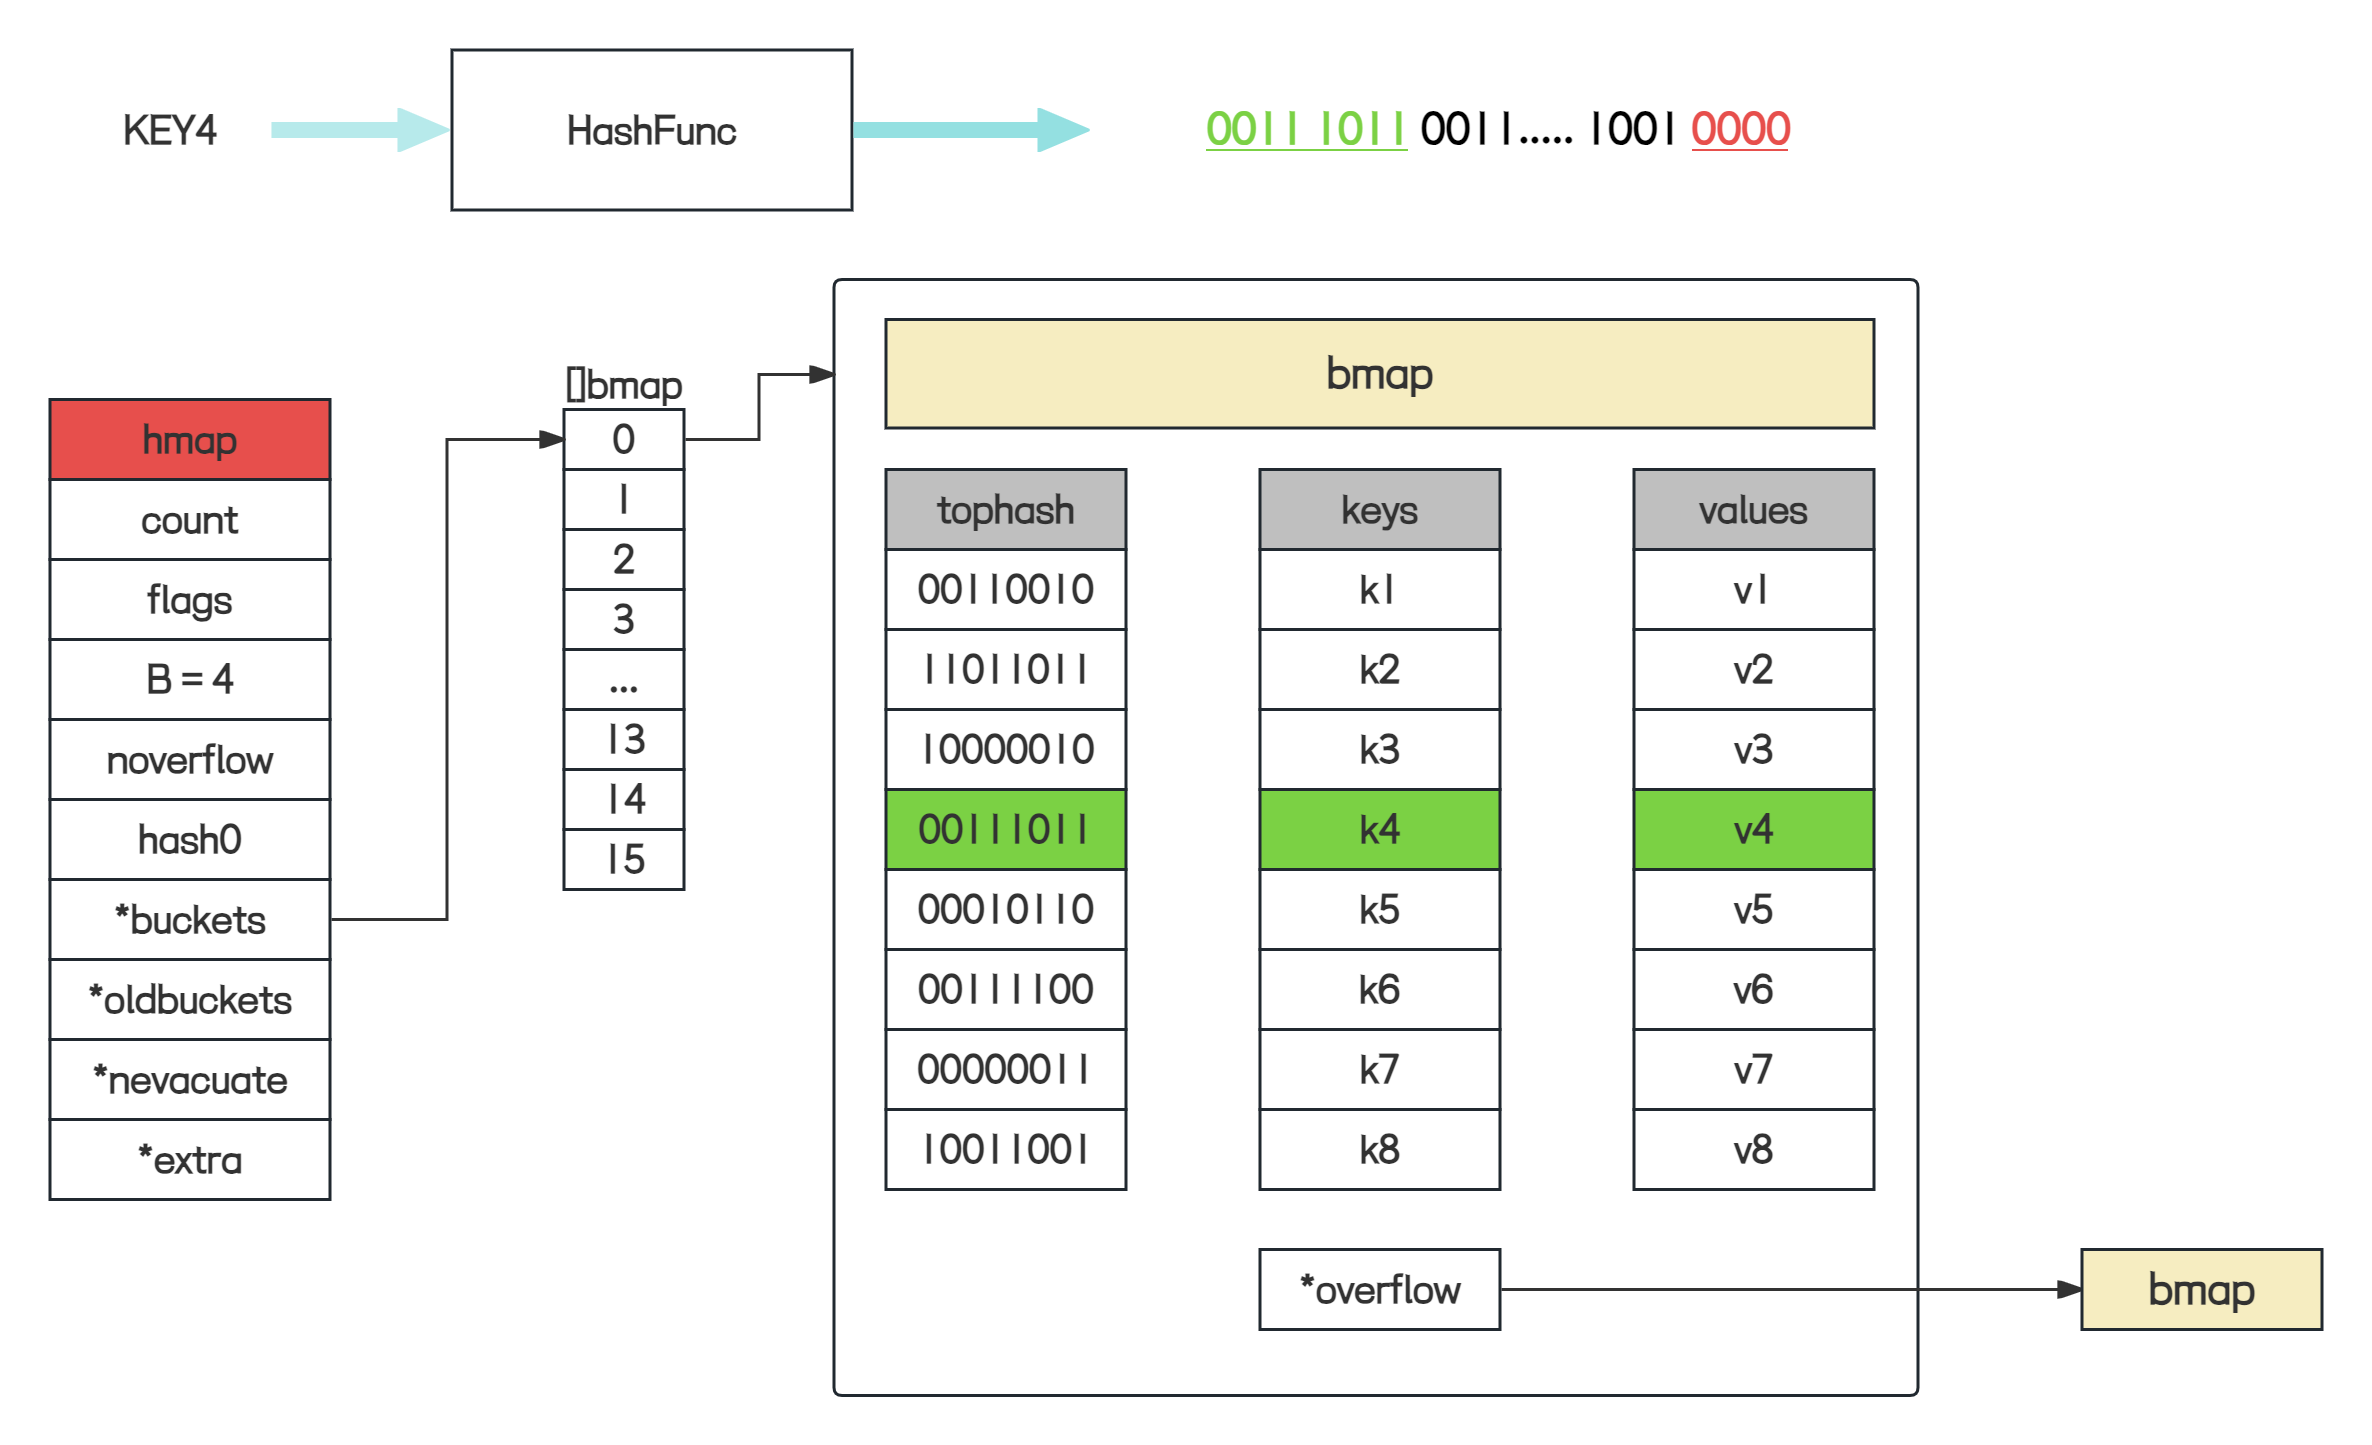 KEY4
HashFunc
0011 1011 0011..... 1001 0000
hmap
count
flags
B = 4
noverflow
hash0
*buckets
*oldbuckets
*nevacuate
*extra
[]bmap
0
1
2
3
...
13
14
15
bmap
tophash keys values
00110010 k1 v1
11011011 k2 v2
10000010 k3 v3
00111011 k4 v4
00010110 k5 v5
00111100 k6 v6
00000011 k7 v7
10011001 k8 v8
*overflow
bmap